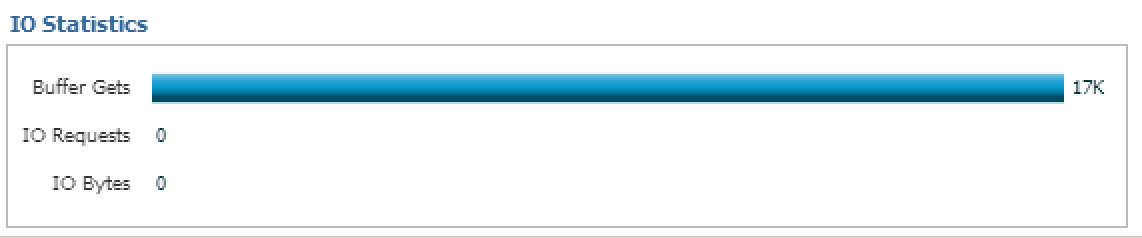 IO Statistics
Buffer Gets 17K
IO Requests 0
IO Bytes 0